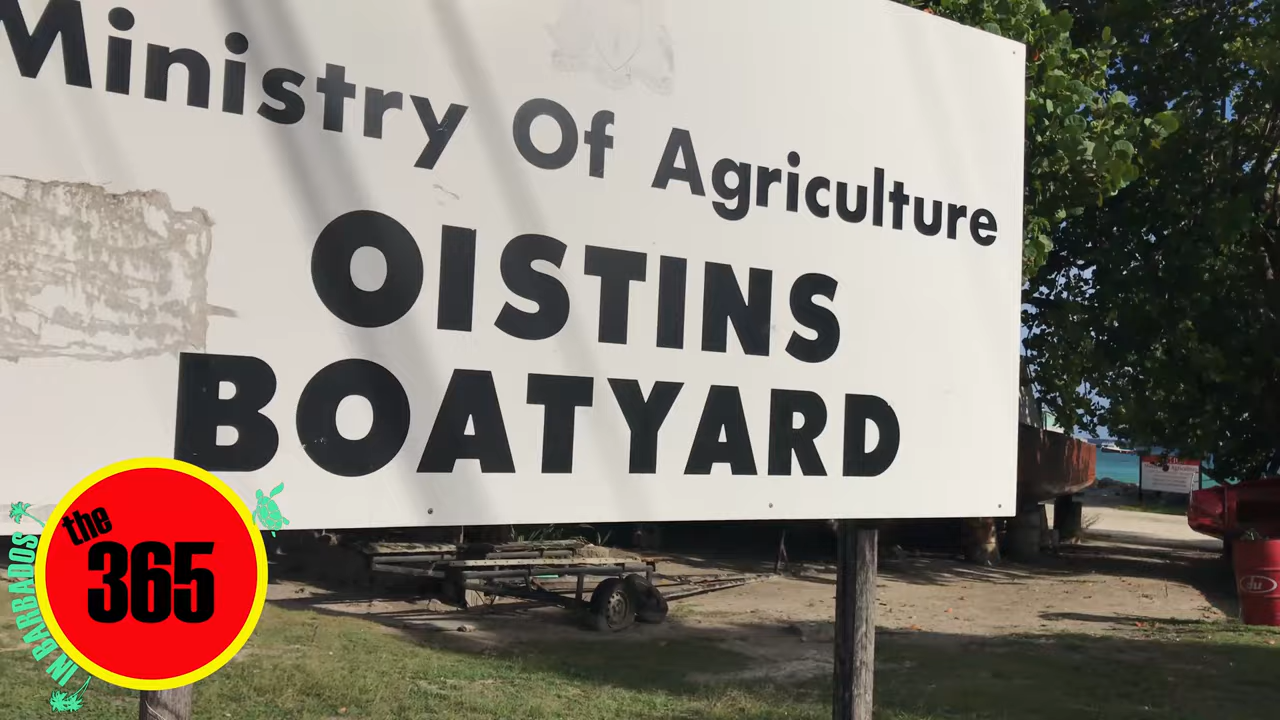 Ministry Of Agriculture
OISTINS
BOATYARD
the
365
IN BARBADOS